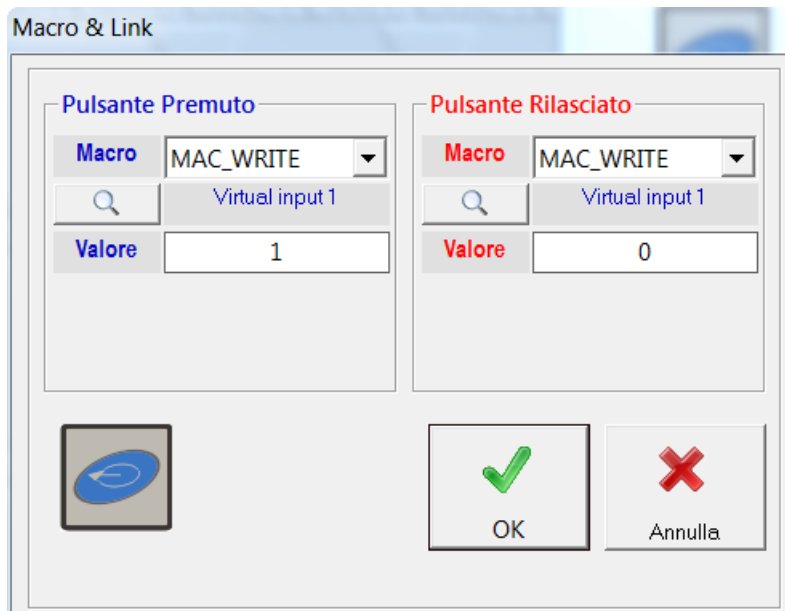 Macro & Link
Pulsante Premuto
Macro MAC_WRITE
Virtual input 1
Valore 1
Pulsante Rilasciato
Macro MAC_WRITE
Virtual input 1
Valore 0
OK
Annulla